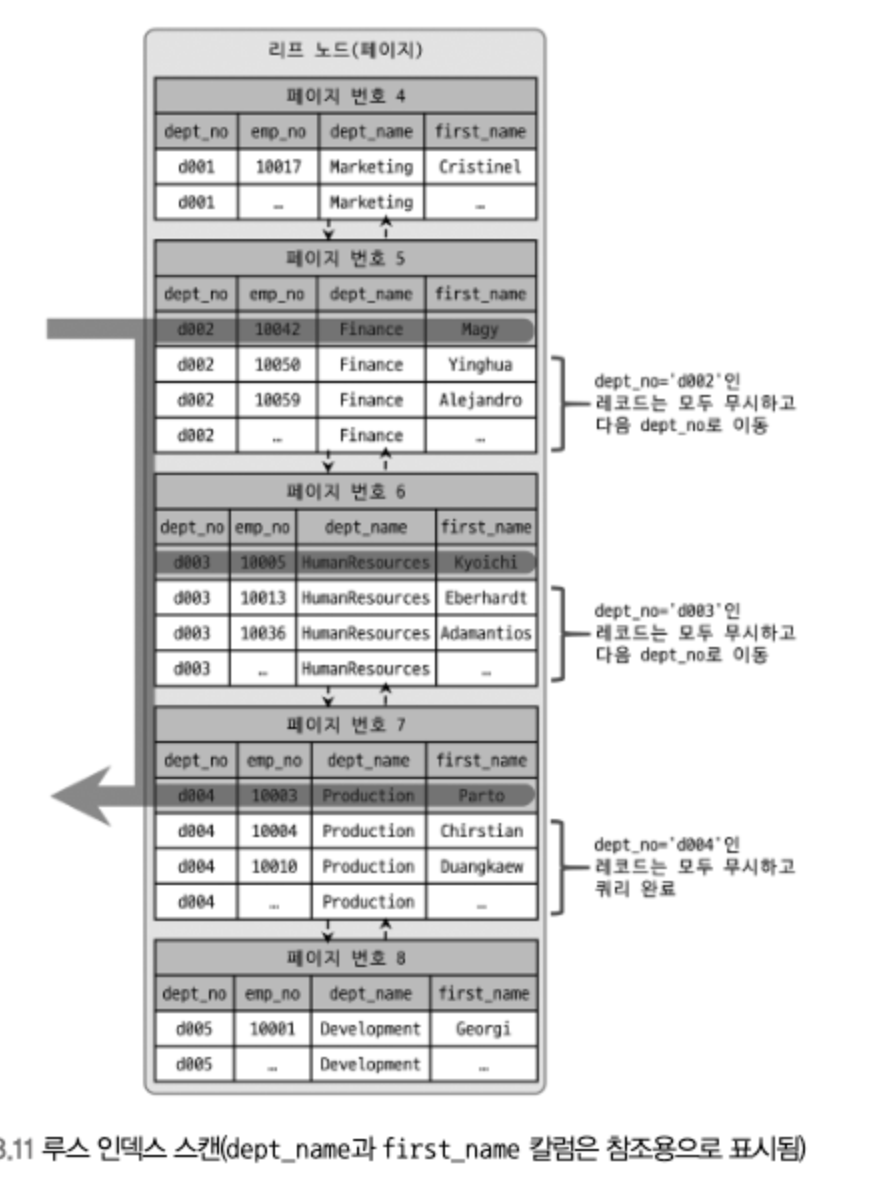 리프 노드(페이지)
페이지 번호 4
dept_no emp_no dept_name first_name
d001 10017 Marketing Cristinel
d001 … Marketing …
페이지 번호 5
dept_no emp_no dept_name first_name
d002 10042 Finance Magy
d002 10050 Finance Yinghua
d002 10059 Finance Alejandro
d002 … Finance …
dept_no='d002'인
레코드는 모두 무시하고
다음 dept_no로 이동
페이지 번호 6
dept_no emp_no dept_name first_name
d003 10005 HumanResources Kyoichi
d003 10013 HumanResources Eberhardt
d003 10036 HumanResources Adamantios
d003 … HumanResources …
dept_no='d003'인
레코드는 모두 무시하고
다음 dept_no로 이동
페이지 번호 7
dept_no emp_no dept_name first_name
d004 10003 Production Parto
d004 10004 Production Chirstian
d004 10010 Production Duangkaew
d004 … Production …
dept_no='d004'인
레코드는 모두 무시하고
쿼리 완료
페이지 번호 8
dept_no emp_no dept_name first_name
d005 10001 Development Georgi
d005 … Development …
.11 루스 인덱스 스캔(dept_name과 first_name 칼럼은 참조용으로 표시됨)